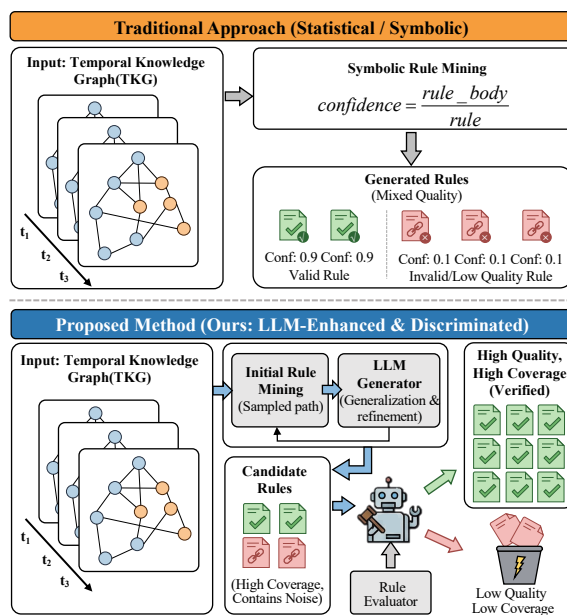 Traditional Approach (Statistical / Symbolic)
Input: Temporal Knowledge
Graph(TKG)
t1
t2
t3
Symbolic Rule Mining
confidence = rule_body / rule
Generated Rules
(Mixed Quality)
Conf: 0.9 Conf: 0.9
Valid Rule
Conf: 0.1 Conf: 0.1 Conf: 0.1
Invalid/Low Quality Rule
Proposed Method (Ours: LLM-Enhanced & Discriminated)
Input: Temporal Knowledge
Graph(TKG)
t1
t2
t3
Initial Rule
Mining
(Sampled path)
LLM
Generator
(Generalization &
refinement)
Candidate
Rules
(High Coverage,
Contains Noise)
Rule
Evaluator
High Quality,
High Coverage
(Verified)
Low Quality
Low Coverage